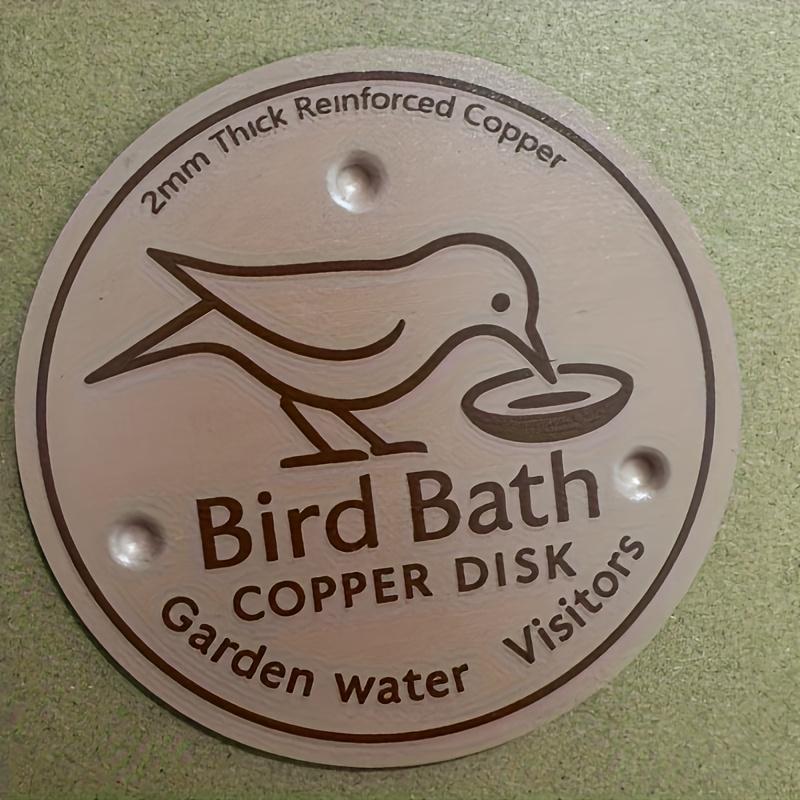 2mm Thick Reinforced Copper
Bird Bath
COPPER DISK
Garden water Visitors